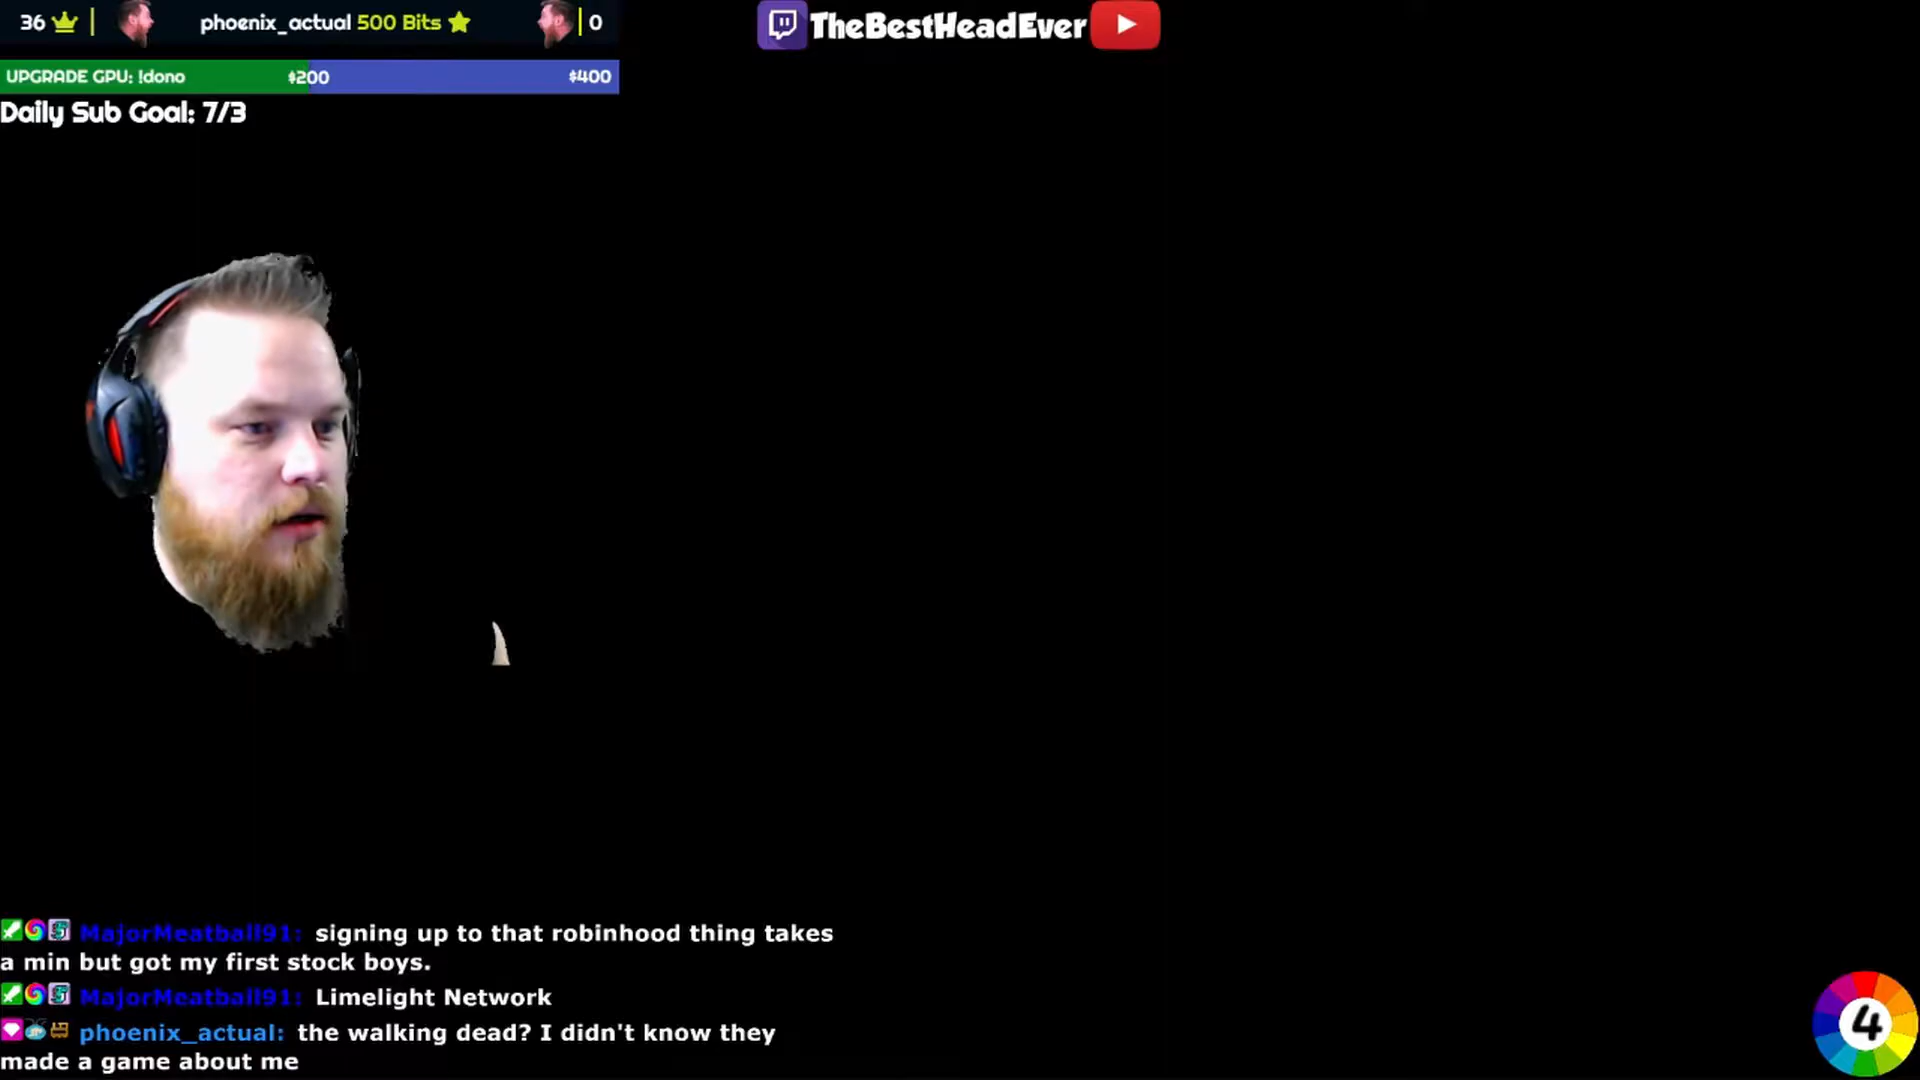 36 phoenix_actual 500 Bits 0
TheBestHeadEver
UPGRADE GPU: !dono $200 $400
Daily Sub Goal: 7/3
MajorMeatball91: signing up to that robinhood thing takes
a min but got my first stock boys.
MajorMeatball91: Limelight Network
phoenix_actual: the walking dead? I didn't know they
made a game about me
4